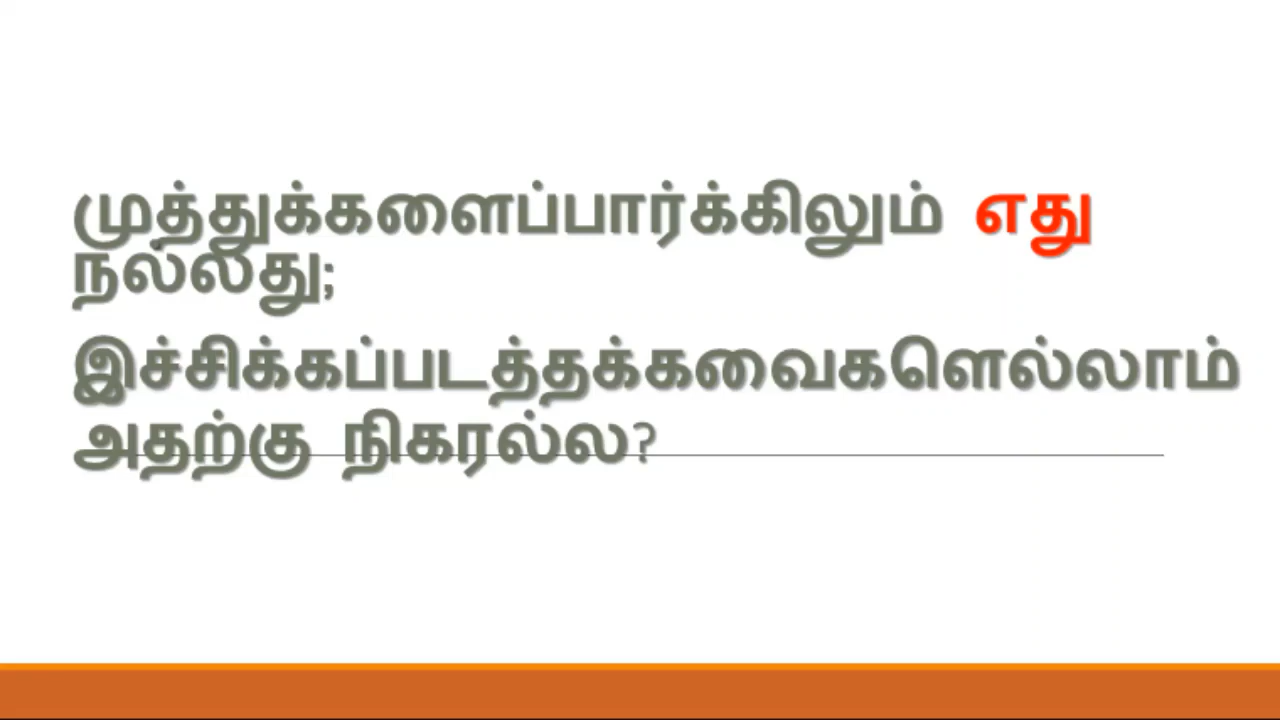 முத்துக்களைப்பார்க்கிலும் எது
நல்லது;
இச்சிக்கப்படத்தக்கவைகளெல்லாம்
அதற்கு நிகரல்ல?